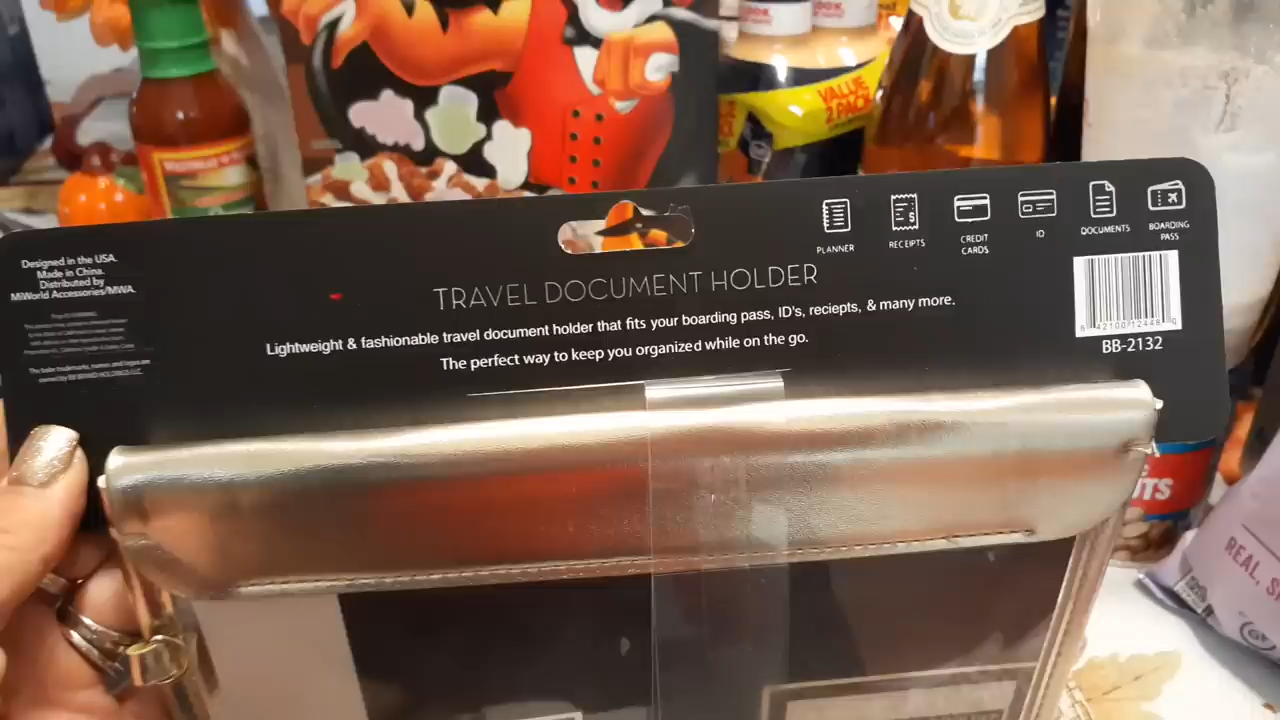 VALUE
2 PACK
PLANNER
RECEIPTS
CREDIT
CARDS
ID
DOCUMENTS
BOARDING
PASS
Designed in the USA.
Made in China.
Distributed by
MiWorld Accessories/MWA.
TRAVEL DOCUMENT HOLDER
Lightweight & fashionable travel document holder that fits your boarding pass, ID's, reciepts, & many more.
The perfect way to keep you organized while on the go.
BB-2132
REAL,